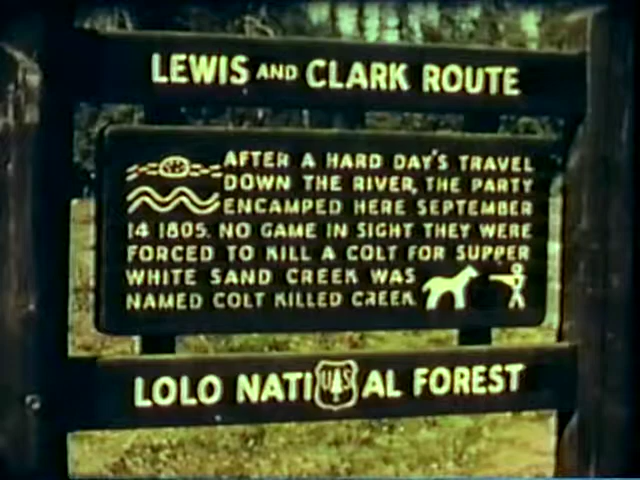 LEWIS AND CLARK ROUTE
AFTER A HARD DAY'S TRAVEL
DOWN THE RIVER, THE PARTY
ENCAMPED HERE SEPTEMBER
14 1805. NO GAME IN SIGHT THEY WERE
FORCED TO KILL A COLT FOR SUPPER
WHITE SAND CREEK WAS
NAMED COLT KILLED CREEK.
LOLO NATI US AL FOREST